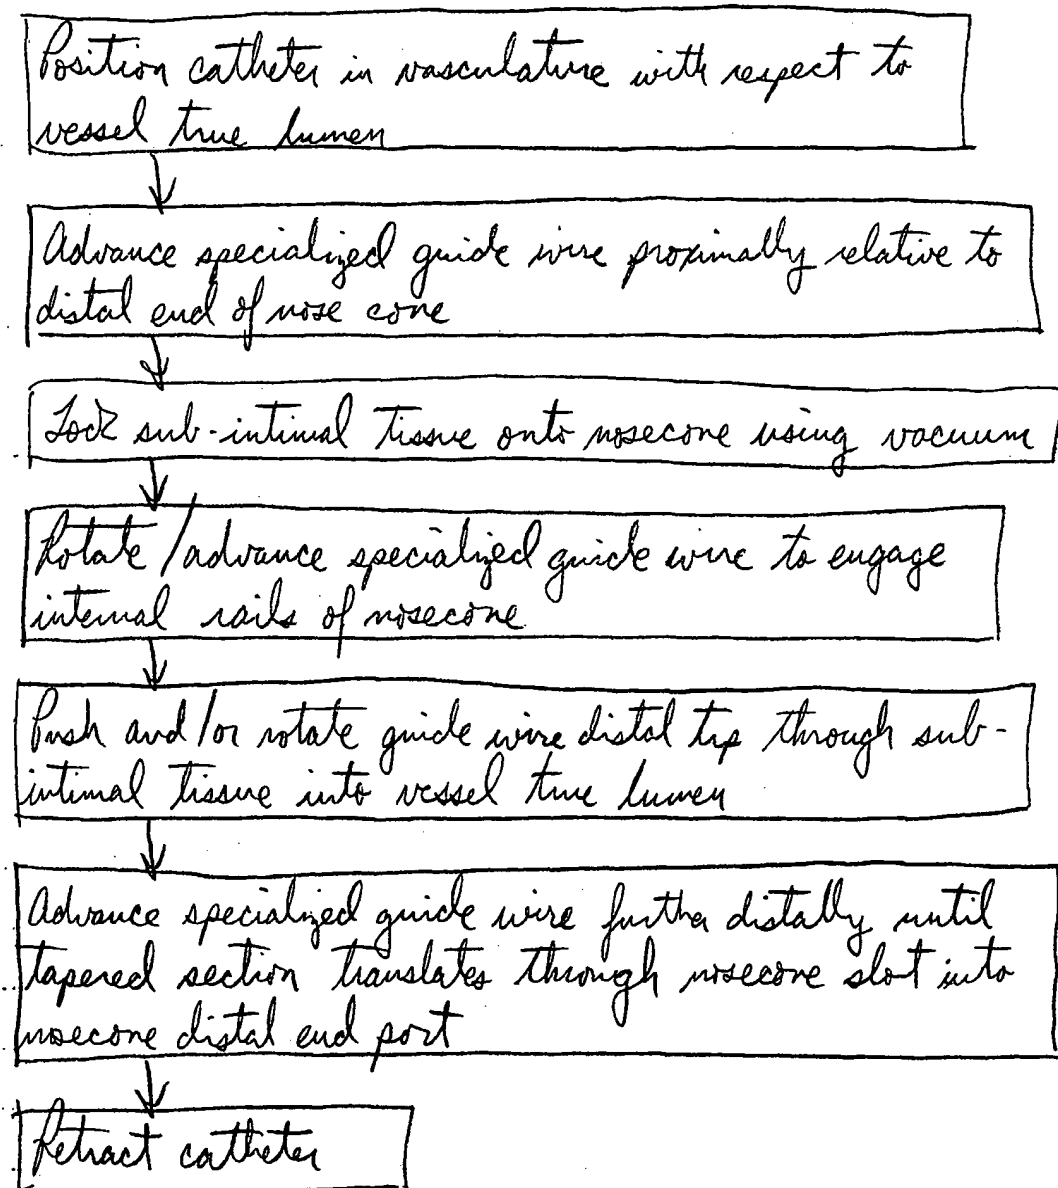 Position catheter in vasculature with respect to
vessel true lumen
Advance specialized guide wire proximally relative to
distal end of nose cone
Lock sub-intimal tissue onto nosecone using vacuum
Rotate/advance specialized guide wire to engage
internal rails of nosecone
Push and/or rotate guide wire distal tip through sub-
intimal tissue into vessel true lumen
Advance specialized guide wire further distally until
tapered section translates through nosecone slot into
nosecone distal end port
Retract catheter